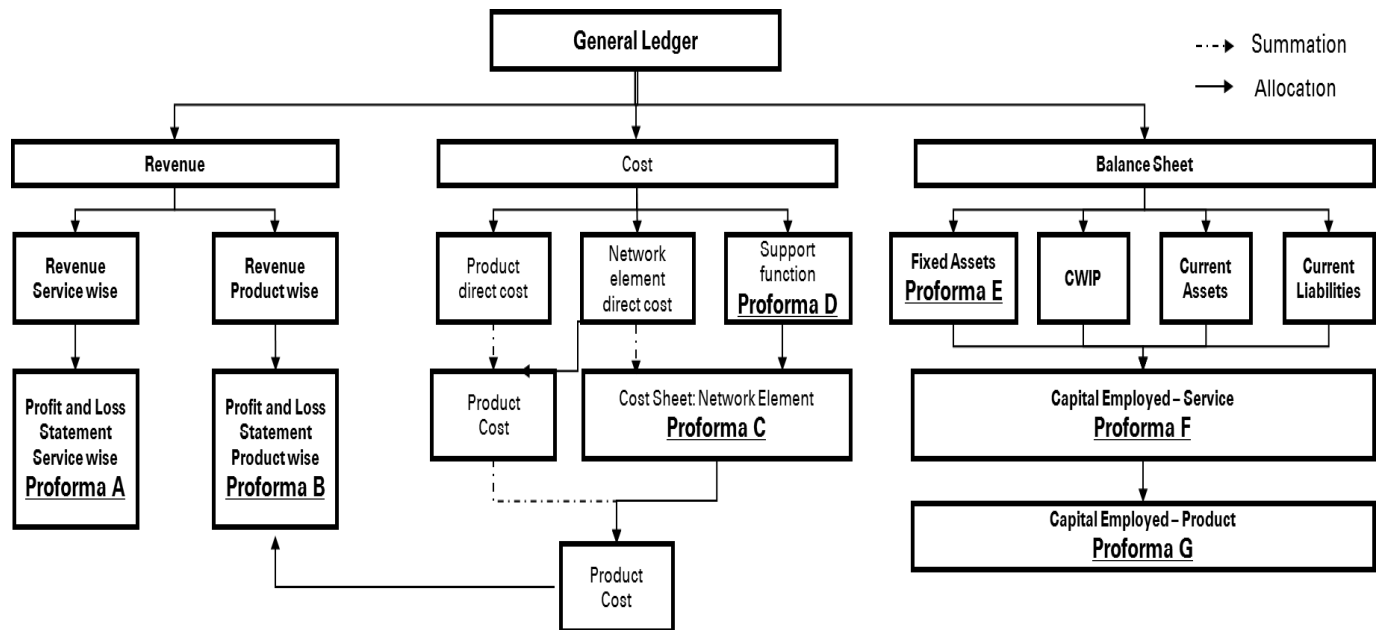 General Ledger
Summation
Allocation
Revenue
Cost
Balance Sheet
Revenue
Service wise
Revenue
Product wise
Product
direct cost
Network
element
direct cost
Support
function
Proforma D
Fixed Assets
Proforma E
CWIP
Current
Assets
Current
Liabilities
Profit and Loss
Statement
Service wise
Proforma A
Profit and Loss
Statement
Product wise
Proforma B
Product
Cost
Cost Sheet: Network Element
Proforma C
Capital Employed – Service
Proforma F
Capital Employed – Product
Proforma G
Product
Cost